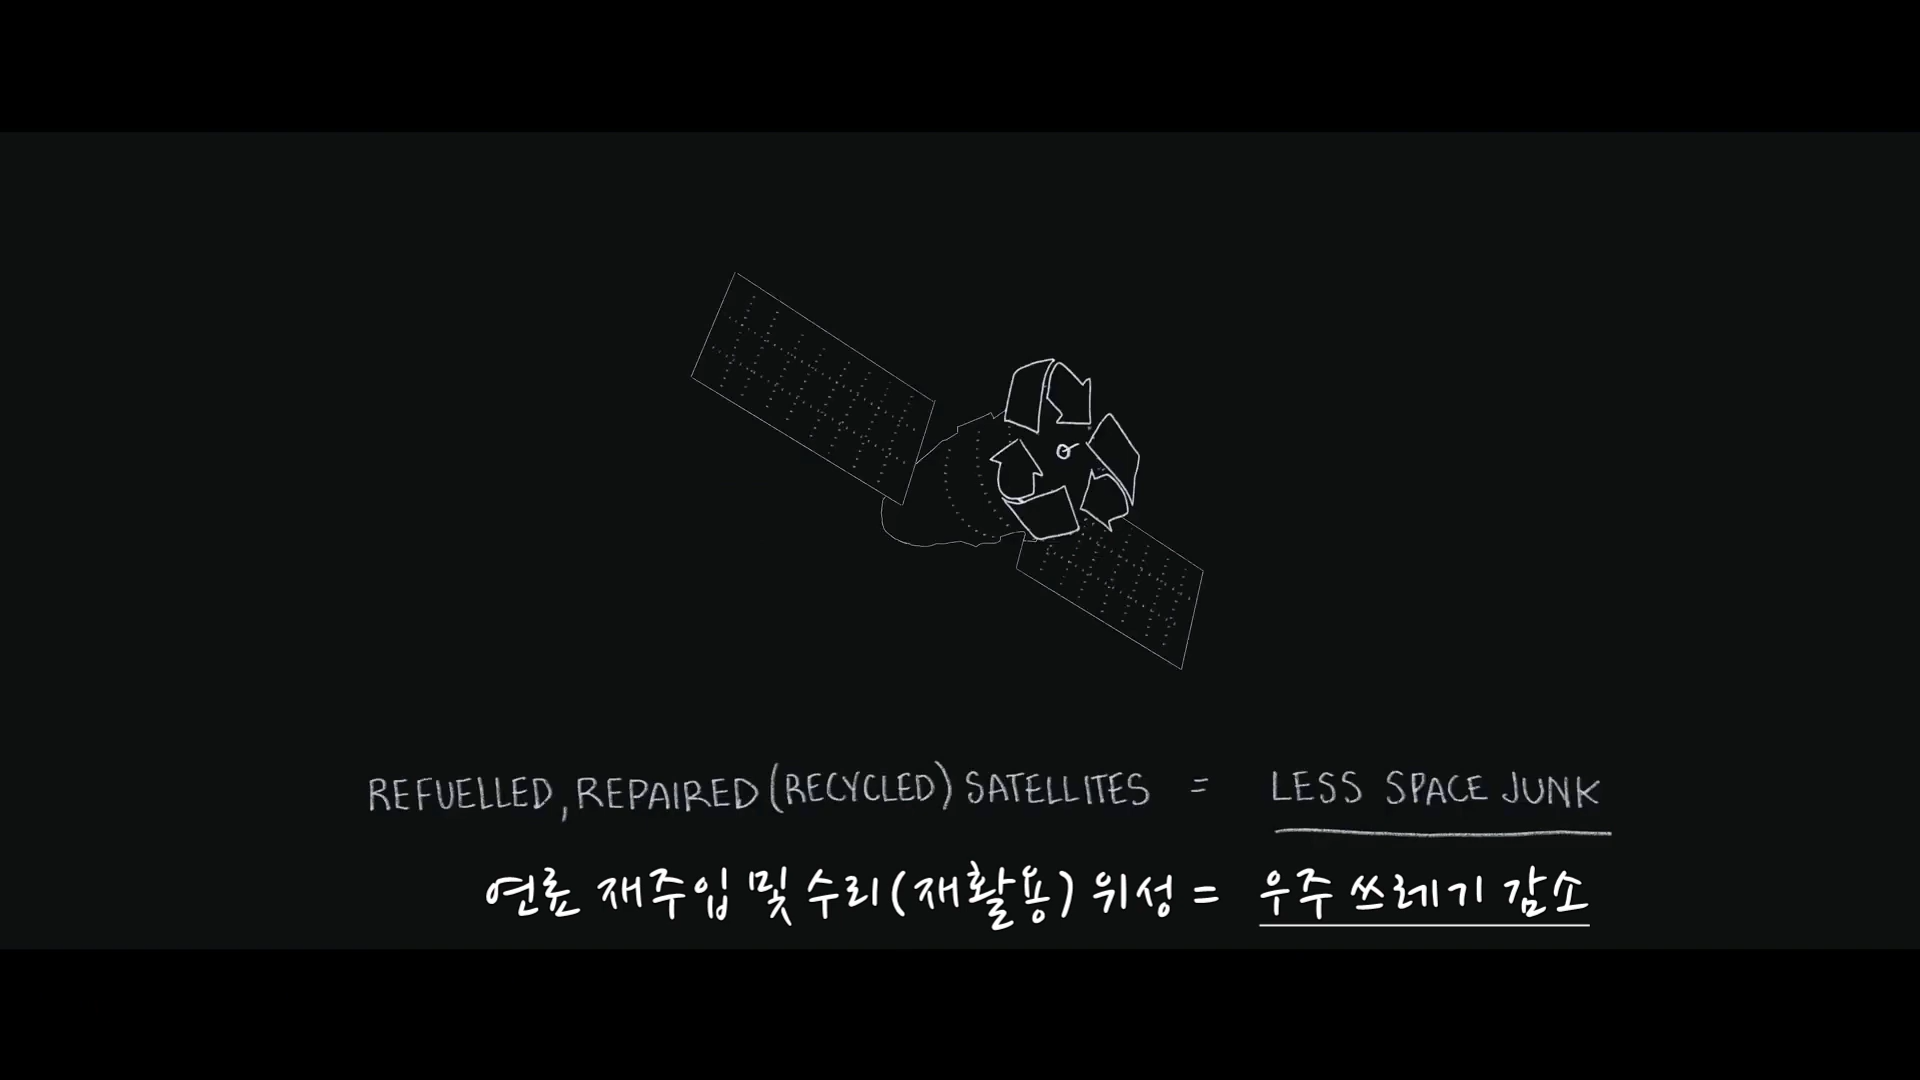 REFUELLED, REPAIRED (RECYCLED) SATELLITES = LESS SPACE JUNK
연료 재주입 및 수리(재활용) 위성 = 우주 쓰레기 감소